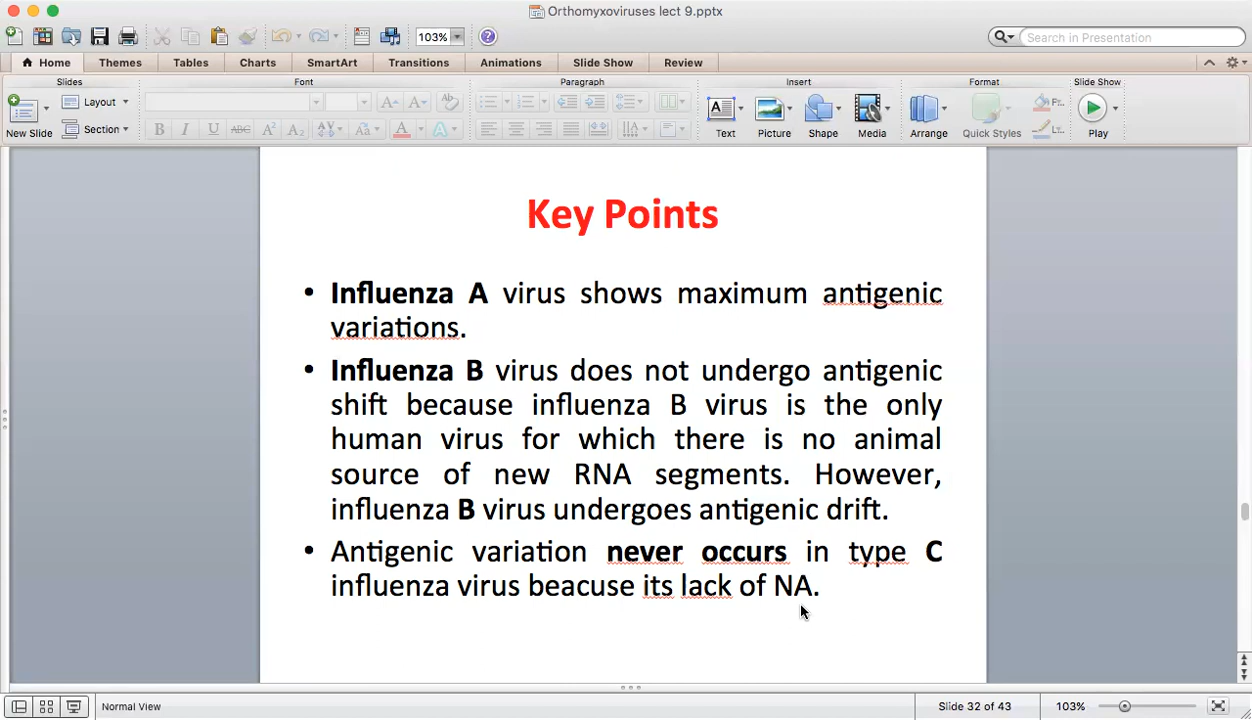 Orthomyxoviruses lect 9.pptx
103%
Search in Presentation
Home Themes Tables Charts SmartArt Transitions Animations Slide Show Review
Slides Font Paragraph Insert Format Slide Show
Layout
Section
New Slide
B I U ABC A2 A2 AV Aa A A
Text Picture Shape Media Arrange Quick Styles Play
Key Points
• Influenza A virus shows maximum antigenic
variations.
• Influenza B virus does not undergo antigenic
shift because influenza B virus is the only
human virus for which there is no animal
source of new RNA segments. However,
influenza B virus undergoes antigenic drift.
• Antigenic variation never occurs in type C
influenza virus beacuse its lack of NA.
Normal View Slide 32 of 43 103%